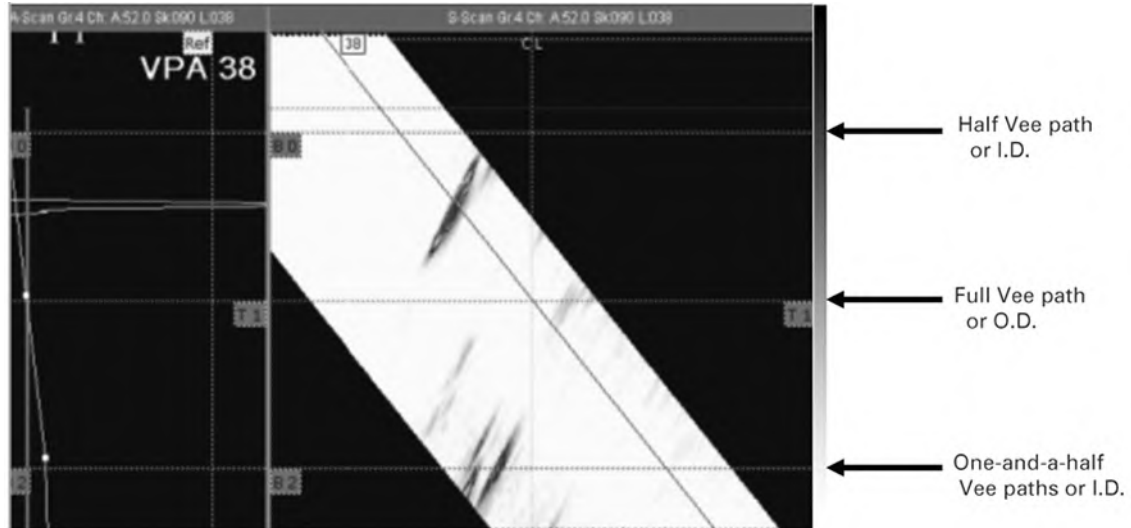 A-Scan Gr.4 Ch: A:52.0 Sk:090 L:038
S-Scan Gr.4 Ch: A:52.0 Sk:090 L:038
Ref
38
CL
VPA 38
Half Vee path
or I.D.
B 0
Full Vee path
or O.D.
T 1
T 1
One-and-a-half
Vee paths or I.D.
B 2